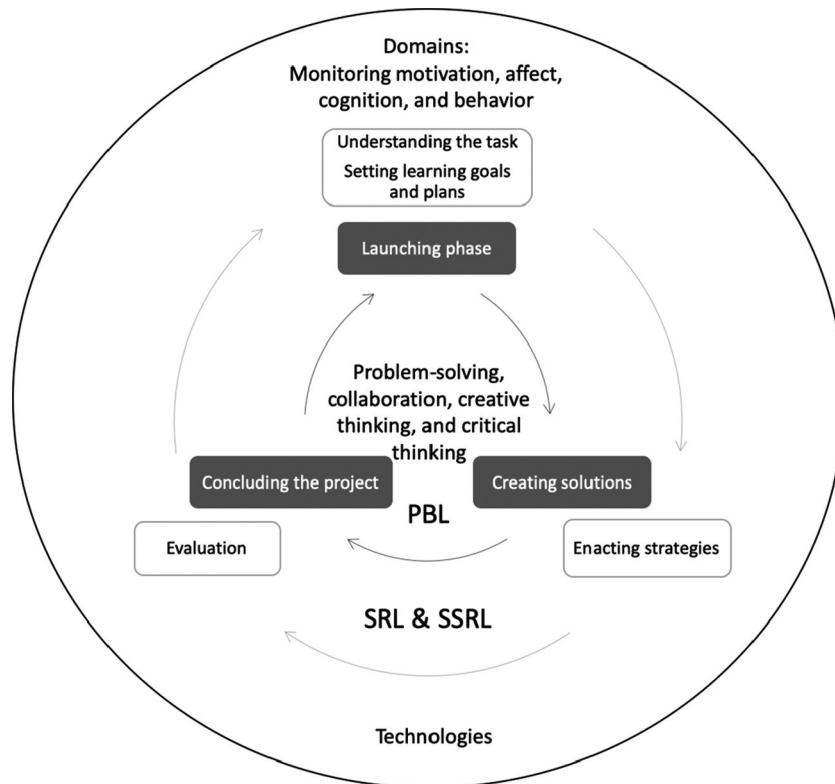 Domains:
Monitoring motivation, affect,
cognition, and behavior
Understanding the task
Setting learning goals
and plans
Launching phase
Problem-solving,
collaboration, creative
thinking, and critical
thinking
Concluding the project
Creating solutions
PBL
Evaluation
Enacting strategies
SRL & SSRL
Technologies